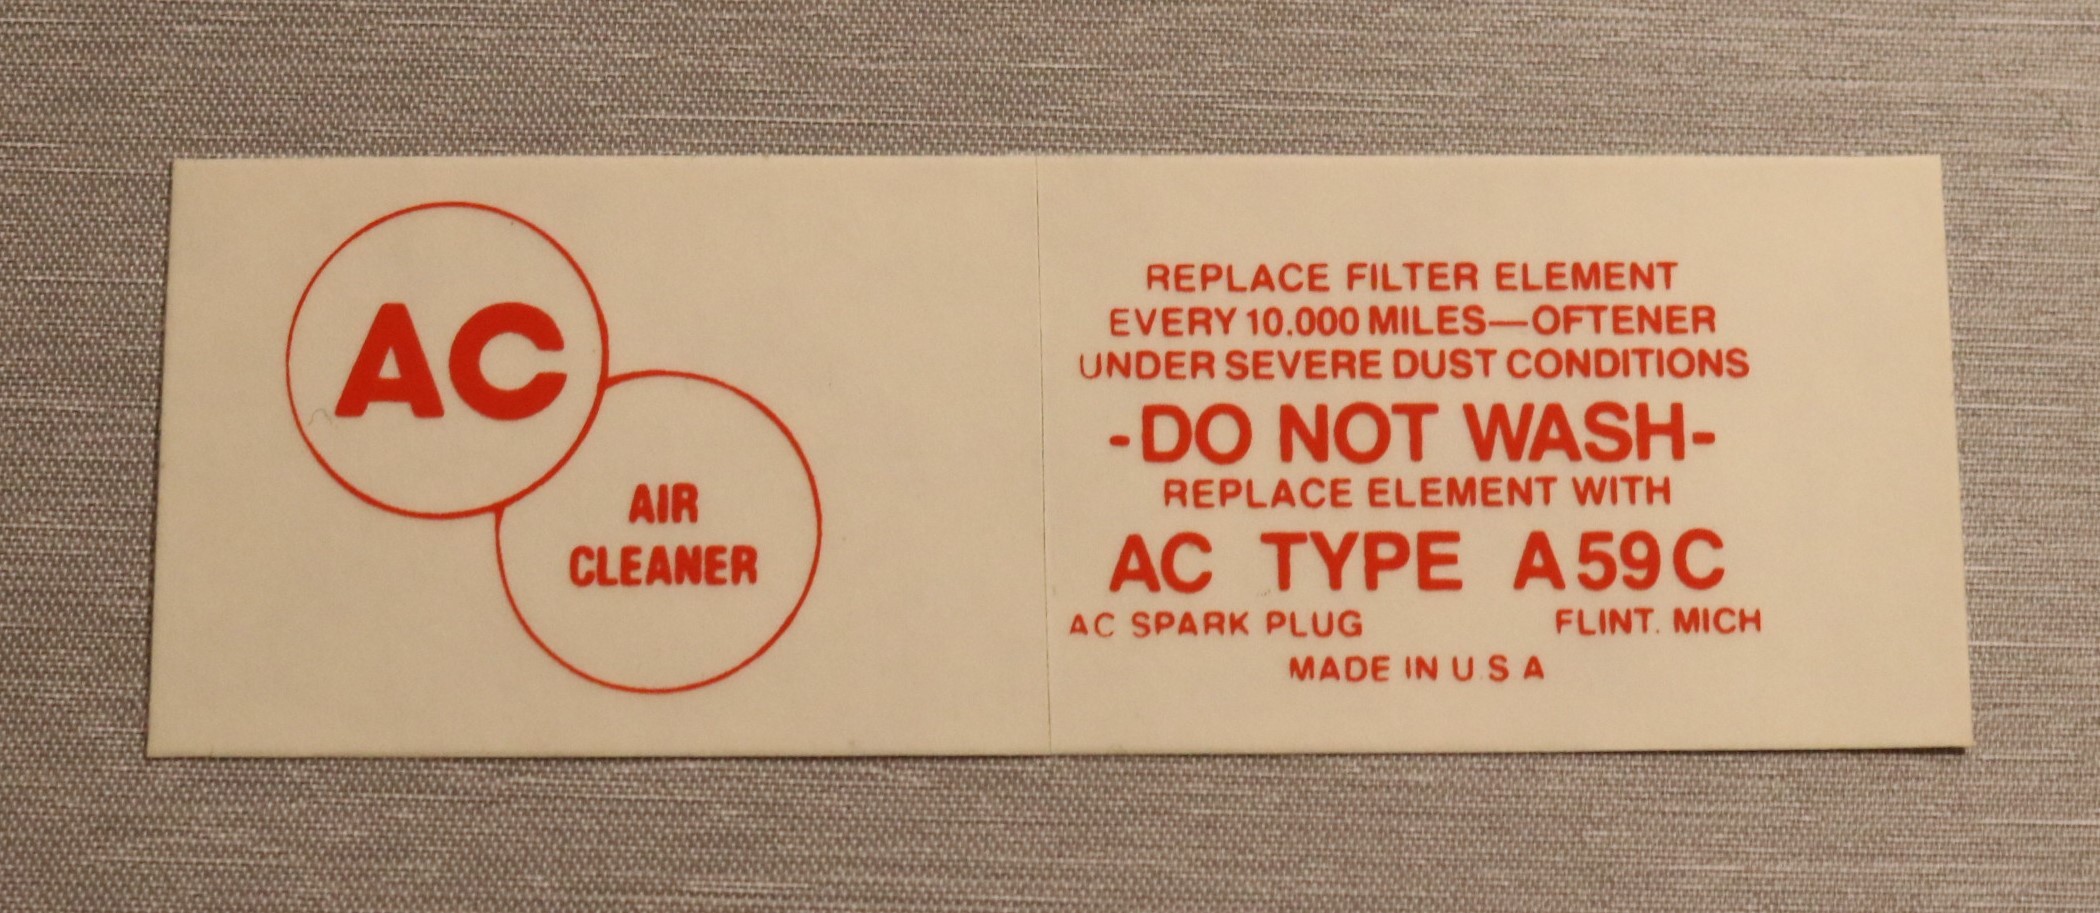 AC
AIR
CLEANER
REPLACE FILTER ELEMENT
EVERY 10.000 MILES—OFTENER
UNDER SEVERE DUST CONDITIONS
-DO NOT WASH-
REPLACE ELEMENT WITH
AC TYPE A59C
AC SPARK PLUG FLINT. MICH
MADE IN U.S A